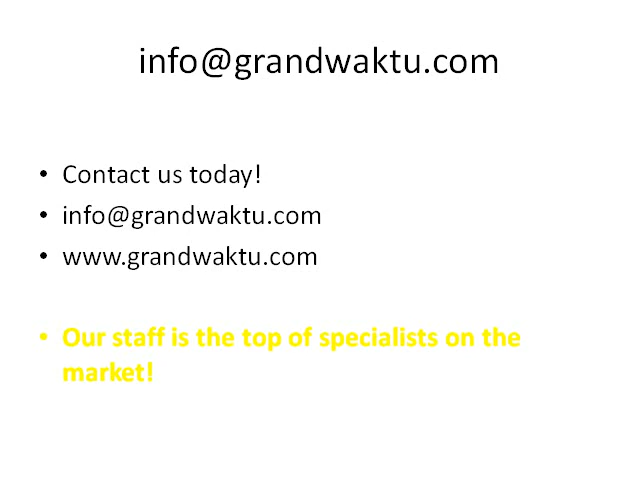 info@grandwaktu.com
• Contact us today!
• info@grandwaktu.com
• www.grandwaktu.com
• Our staff is the top of specialists on the
market!